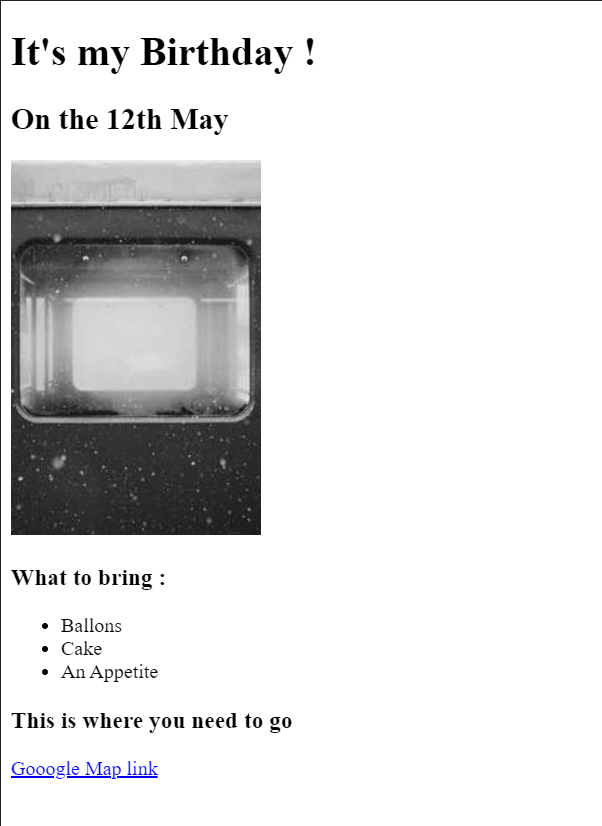 It's my Birthday !
On the 12th May
What to bring :
Ballons
Cake
An Appetite
This is where you need to go
Gooogle Map link